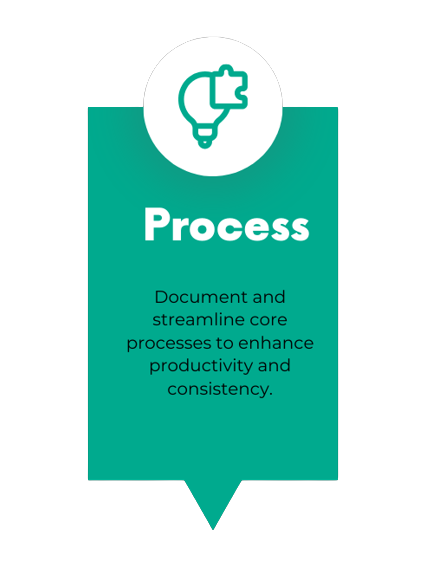 Process
Document and
streamline core
processes to enhance
productivity and
consistency.